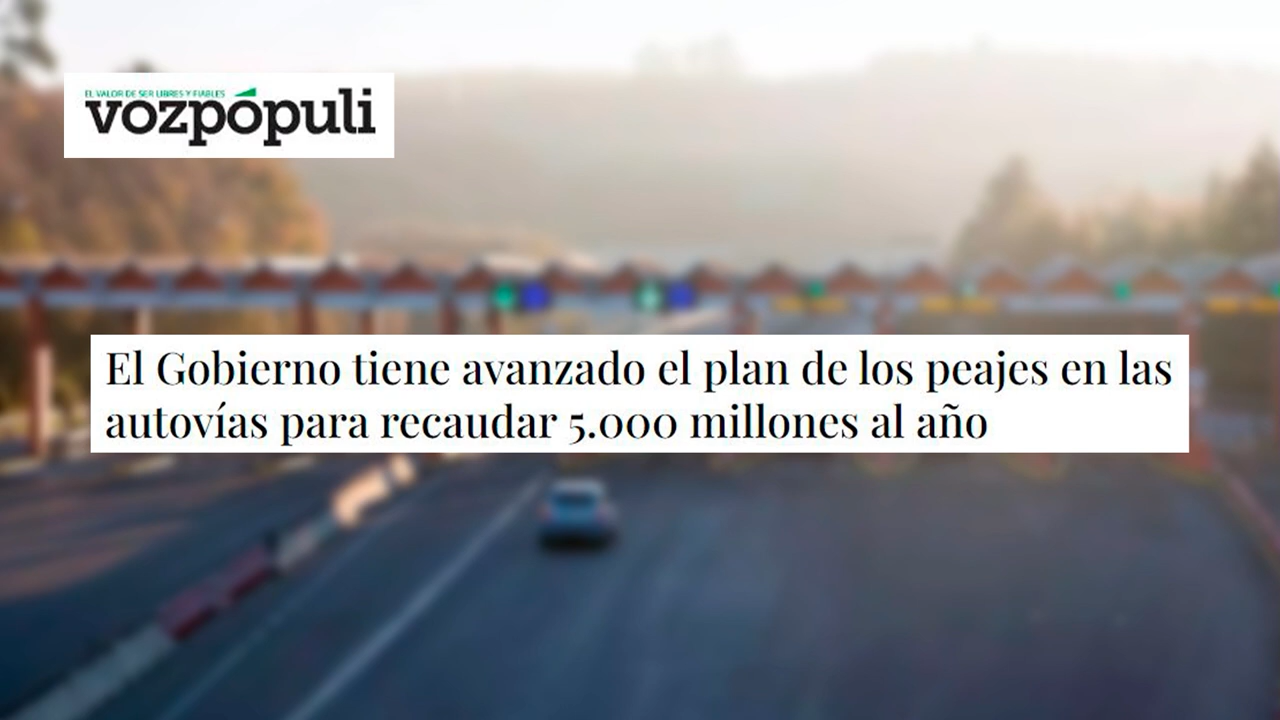 EL VALOR DE SER LIBRES Y FIABLES
vozpópuli
El Gobierno tiene avanzado el plan de los peajes en las
autovías para recaudar 5.000 millones al año